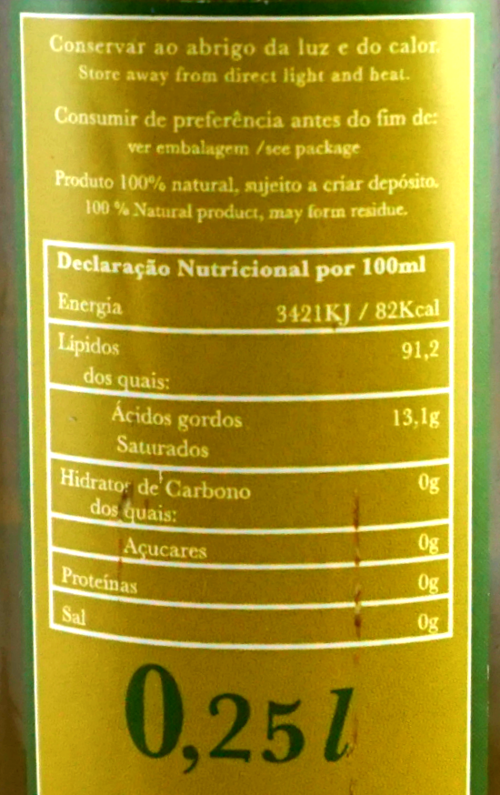 Conservar ao abrigo da luz e do calor.
Store away from direct light and heat.
Consumir de preferência antes do fim de:
ver embalagem /see package
Produto 100% natural, sujeito a criar depósito.
100 % Natural product, may form residue.
Declaração Nutricional por 100ml
Energia 3421KJ / 82Kcal
Lípidos 91,2
dos quais:
Ácidos gordos 13,1g
Saturados
Hidrator de Carbono 0g
dos quais:
Açucares 0g
Proteínas 0g
Sal 0g
0,25 l